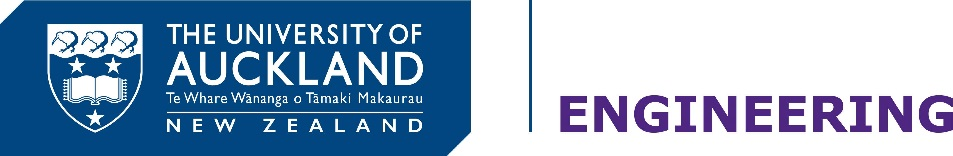 THE UNIVERSITY OF
AUCKLAND
Te Whare Wānanga o Tāmaki Makaurau
NEW ZEALAND
ENGINEERING